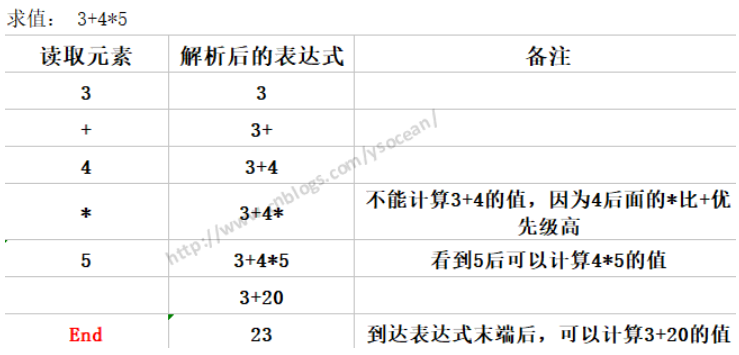 求值： 3+4*5
读取元素 解析后的表达式 备注
3 3
+ 3+
4 3+4
* 3+4* 不能计算3+4的值，因为4后面的*比+优
先级高
5 3+4*5 看到5后可以计算4*5的值
3+20
End 23 到达表达式末端后，可以计算3+20的值
http://www.cnblogs.com/ysocean/